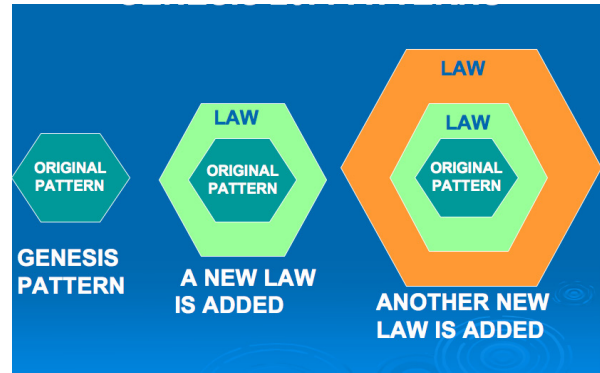 ORIGINAL
PATTERN
GENESIS
PATTERN
LAW
ORIGINAL
PATTERN
A NEW LAW
IS ADDED
LAW
LAW
ORIGINAL
PATTERN
ANOTHER NEW
LAW IS ADDED